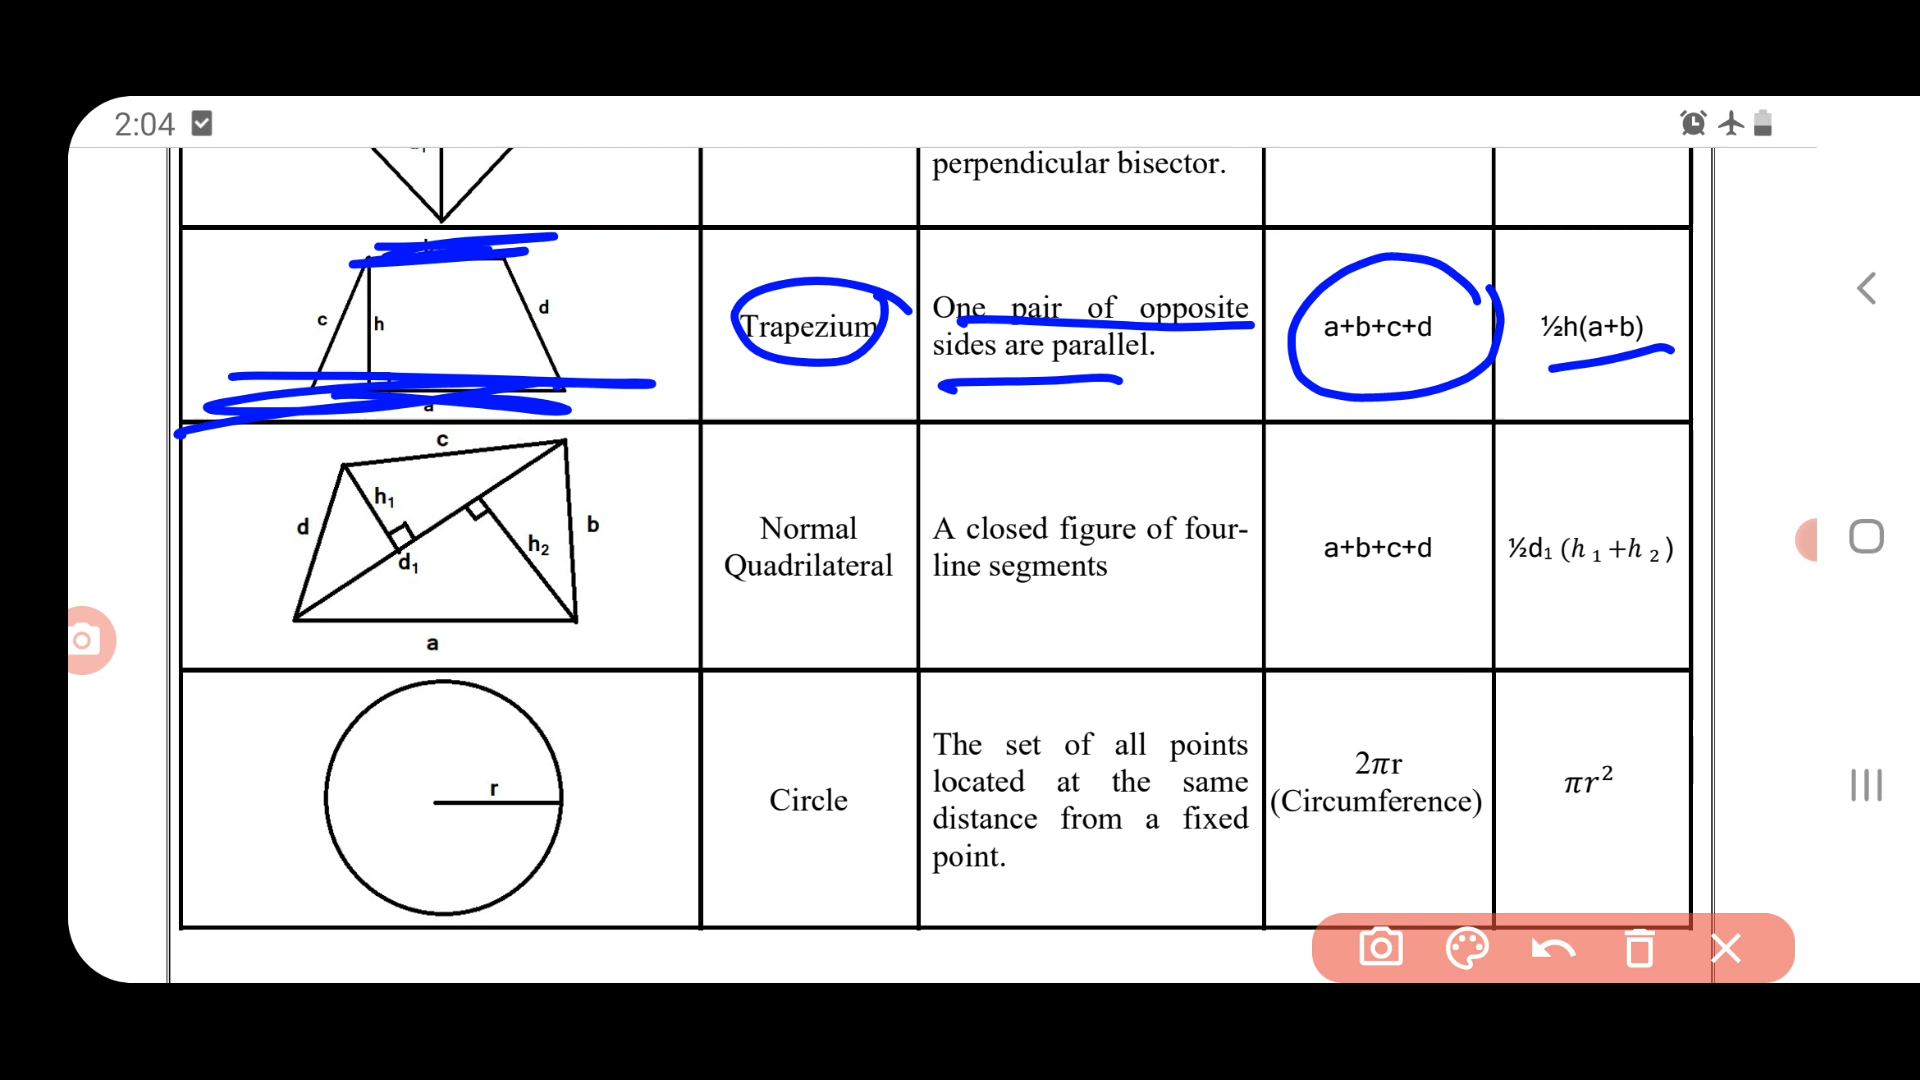 2:04
perpendicular bisector.
c
h
d
a
Trapezium
One pair of opposite
sides are parallel.
a+b+c+d
½h(a+b)
c
h₁
d
b
h₂
d₁
a
Normal
Quadrilateral
A closed figure of four-
line segments
a+b+c+d
½d₁ (h ₁ +h ₂ )
r
Circle
The set of all points
located at the same
distance from a fixed
point.
2πr
(Circumference)
πr²